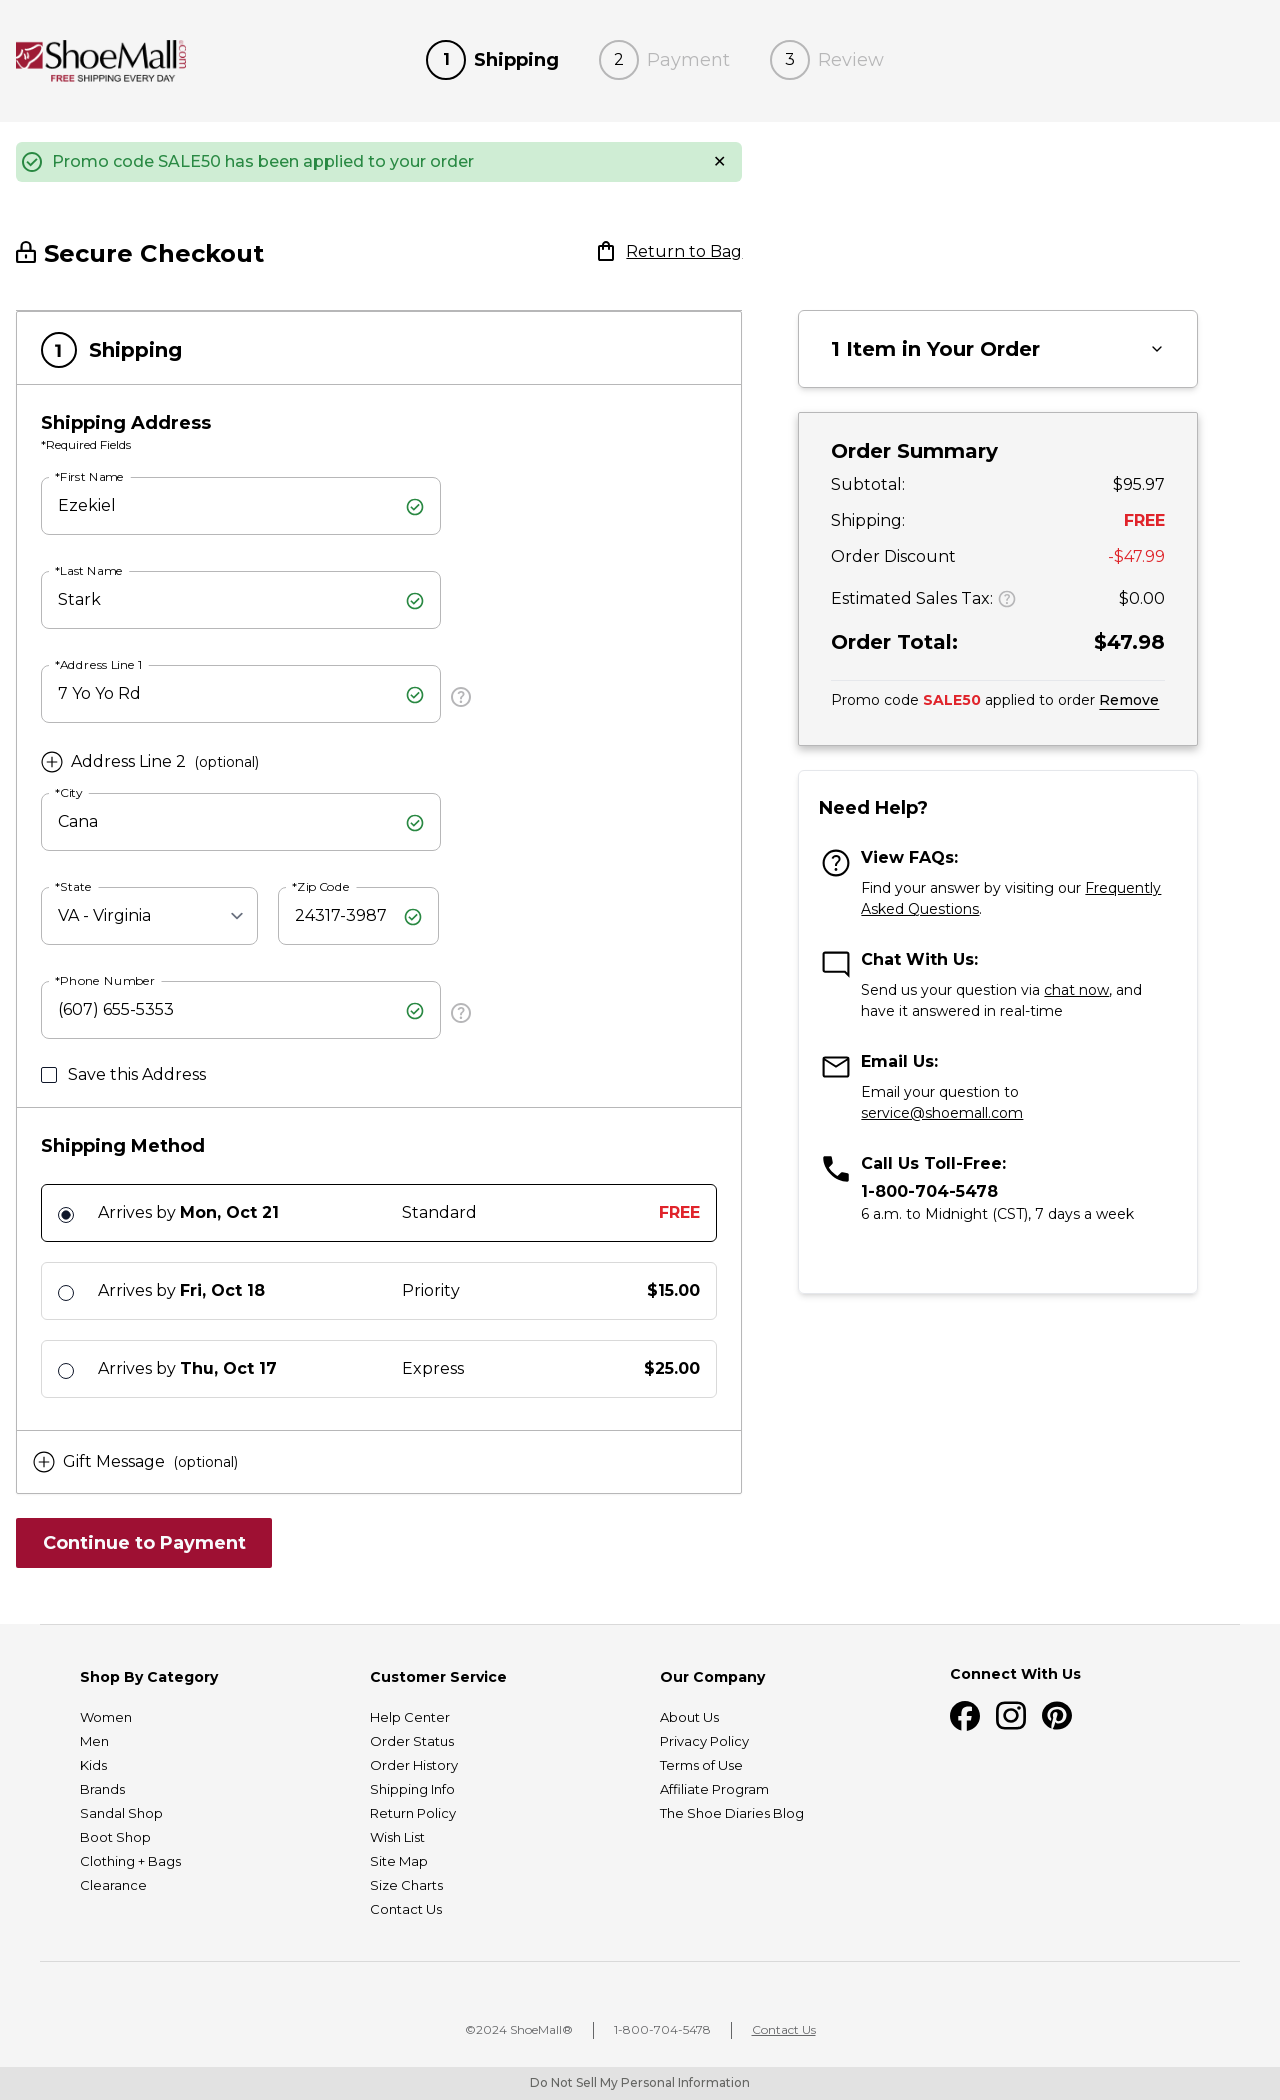 ShoeMall.com
FREE SHIPPING EVERY DAY
1 Shipping
2 Payment
3 Review
Promo code SALE50 has been applied to your order
Secure Checkout
Return to Bag
1 Shipping
Shipping Address
*Required Fields
*First Name
Ezekiel
*Last Name
Stark
*Address Line 1
7 Yo Yo Rd
Address Line 2 (optional)
*City
Cana
*State
VA - Virginia
*Zip Code
24317-3987
*Phone Number
(607) 655-5353
Save this Address
Shipping Method
Arrives by Mon, Oct 21 Standard FREE
Arrives by Fri, Oct 18 Priority $15.00
Arrives by Thu, Oct 17 Express $25.00
Gift Message (optional)
Continue to Payment
1 Item in Your Order
Order Summary
Subtotal: $95.97
Shipping: FREE
Order Discount -$47.99
Estimated Sales Tax: $0.00
Order Total: $47.98
Promo code SALE50 applied to order Remove
Need Help?
View FAQs:
Find your answer by visiting our Frequently
Asked Questions.
Chat With Us:
Send us your question via chat now, and
have it answered in real-time
Email Us:
Email your question to
service@shoemall.com
Call Us Toll-Free:
1-800-704-5478
6 a.m. to Midnight (CST), 7 days a week
Shop By Category
Women
Men
Kids
Brands
Sandal Shop
Boot Shop
Clothing + Bags
Clearance
Customer Service
Help Center
Order Status
Order History
Shipping Info
Return Policy
Wish List
Site Map
Size Charts
Contact Us
Our Company
About Us
Privacy Policy
Terms of Use
Affiliate Program
The Shoe Diaries Blog
Connect With Us
©2024 ShoeMall®
1-800-704-5478
Contact Us
Do Not Sell My Personal Information